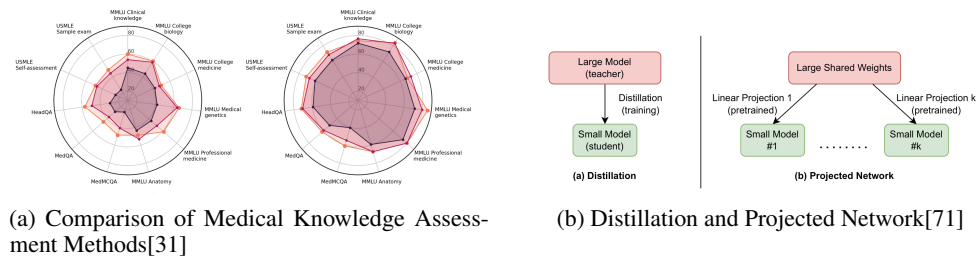 MMLU Clinical
knowledge
MMLU College
biology
MMLU College
medicine
MMLU Medical
genetics
MMLU Professional
medicine
MMLU Anatomy
MedMCQA
MedQA
HeadQA
USMLE
Self-assessment
USMLE
Sample exam
80
60
MMLU Clinical
knowledge
MMLU College
biology
MMLU College
medicine
MMLU Medical
genetics
MMLU Professional
medicine
MMLU Anatomy
MedMCQA
MedQA
HeadQA
USMLE
Self-assessment
USMLE
Sample exam
80
Large Model
(teacher)
Distillation
(training)
Small Model
(student)
(a) Distillation
Large Shared Weights
Linear Projection 1
(pretrained)
Linear Projection k
(pretrained)
Small Model
#1
. . . . . . . .
Small Model
#k
(b) Projected Network
(a) Comparison of Medical Knowledge Assess-
ment Methods[31]
(b) Distillation and Projected Network[71]